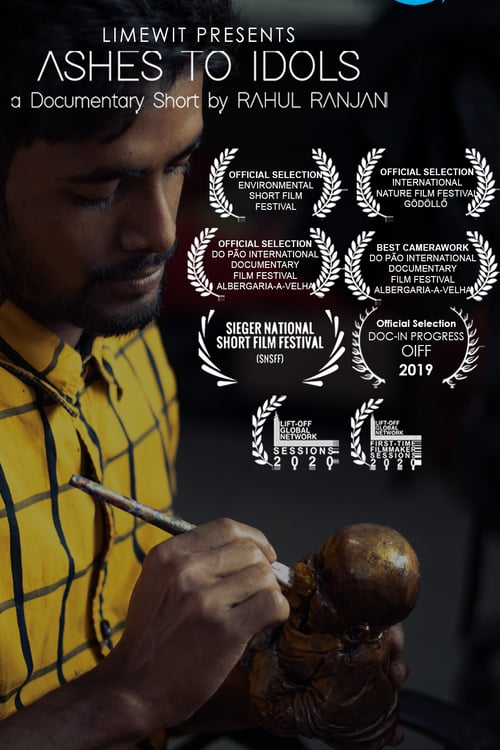 LIMEWIT PRESENTS
ASHES TO IDOLS
a Documentary Short by RAHUL RANJAN
OFFICIAL SELECTION
ENVIRONMENTAL
SHORT FILM
FESTIVAL
OFFICIAL SELECTION
INTERNATIONAL
NATURE FILM FESTIVAL
GÖDÖLLŐ
OFFICIAL SELECTION
DO PÃO INTERNATIONAL
DOCUMENTARY
FILM FESTIVAL
ALBERGARIA-A-VELHA
BEST CAMERAWORK
DO PÃO INTERNATIONAL
DOCUMENTARY
FILM FESTIVAL
ALBERGARIA-A-VELHA
SIEGER NATIONAL
SHORT FILM FESTIVAL
(SNSFF)
Official Selection
DOC-IN PROGRESS
OIFF
2019
LIFT-OFF
GLOBAL
NETWORK
SESSIONS
2020
LIFT-OFF
GLOBAL
NETWORK
FIRST-TIME
FILMMAKER
SESSIONS
2020